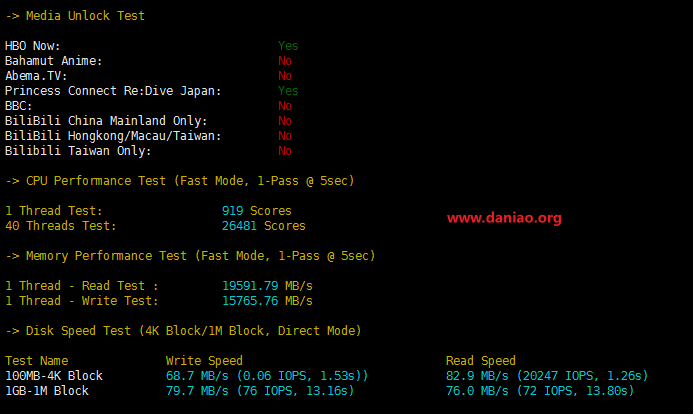 -> Media Unlock Test
HBO Now: Yes
Bahamut Anime: No
Abema.TV: No
Princess Connect Re:Dive Japan: Yes
BBC: No
BiliBili China Mainland Only: No
BiliBili Hongkong/Macau/Taiwan: No
Bilibili Taiwan Only: No
-> CPU Performance Test (Fast Mode, 1-Pass @ 5sec)
1 Thread Test: 919 Scores
40 Threads Test: 26481 Scores
www.daniao.org
-> Memory Performance Test (Fast Mode, 1-Pass @ 5sec)
1 Thread - Read Test : 19591.79 MB/s
1 Thread - Write Test: 15765.76 MB/s
-> Disk Speed Test (4K Block/1M Block, Direct Mode)
Test Name Write Speed Read Speed
100MB-4K Block 68.7 MB/s (0.06 IOPS, 1.53s)) 82.9 MB/s (20247 IOPS, 1.26s)
1GB-1M Block 79.7 MB/s (76 IOPS, 13.16s) 76.0 MB/s (72 IOPS, 13.80s)